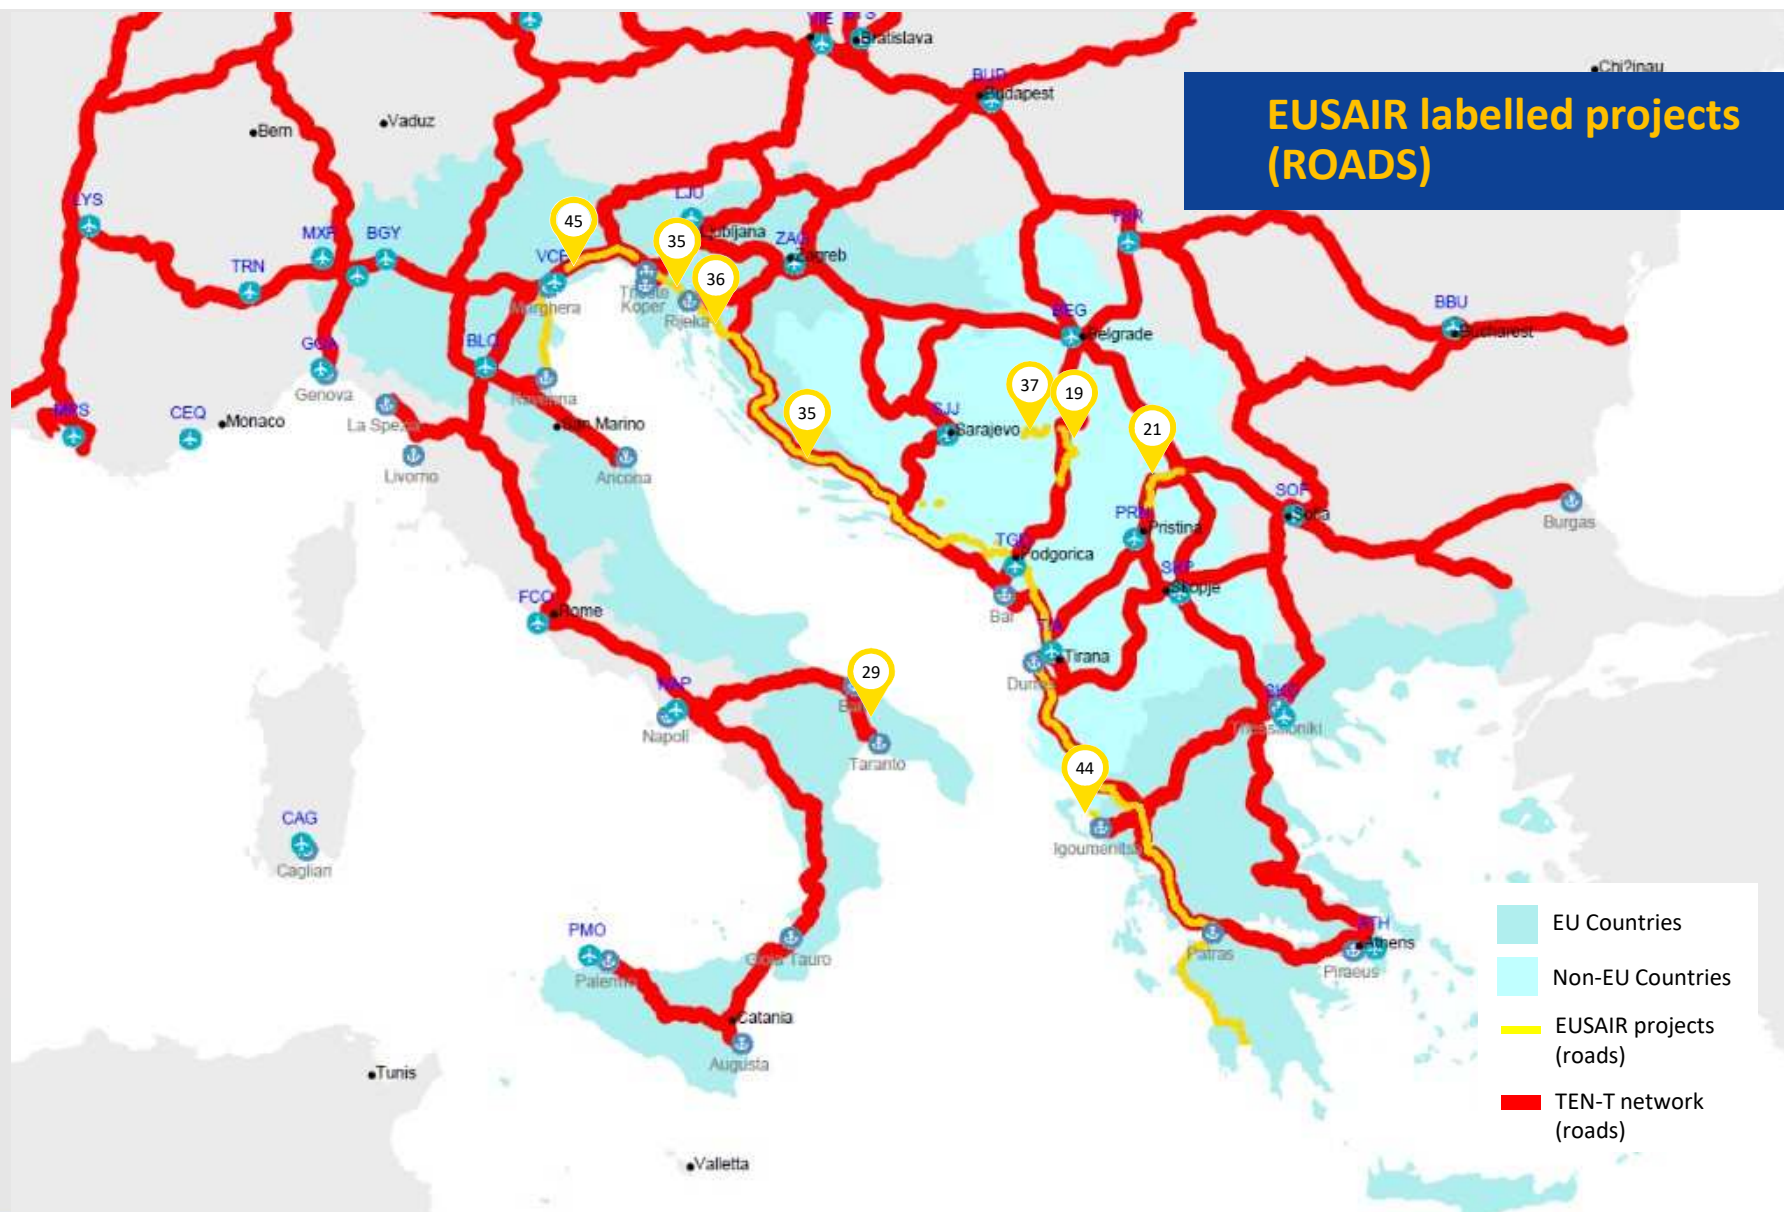 EUSAIR labelled projects
(ROADS)
Bratislava
BUD
Budapest
Chi?inau
Bern
Vaduz
LYS
MXP
BGY
TRN
VCE
LJU
Ljubljana
ZAG
Zagreb
45
35
36
Marghera
Trieste
Koper
Rijeka
BEG
Belgrade
BBU
Bucharest
GOA
Genova
BLQ
Ravenna
MRS
CEQ
Monaco
La Spezia
San Marino
Livorno
Ancona
35
SJJ
Sarajevo
37
19
21
SOF
Sofia
Burgas
PRN
Pristina
TGD
Podgorica
SKP
Skopje
Bar
FCO
Rome
TIA
Tirana
Durres
29
Bari
NAP
Napoli
Taranto
SKG
Thessaloniki
44
Igoumenitsa
CAG
Cagliari
PMO
Palermo
Gioia Tauro
Patras
ATH
Athens
Piraeus
Catania
Augusta
Tunis
Valletta
EU Countries
Non-EU Countries
EUSAIR projects
(roads)
TEN-T network
(roads)